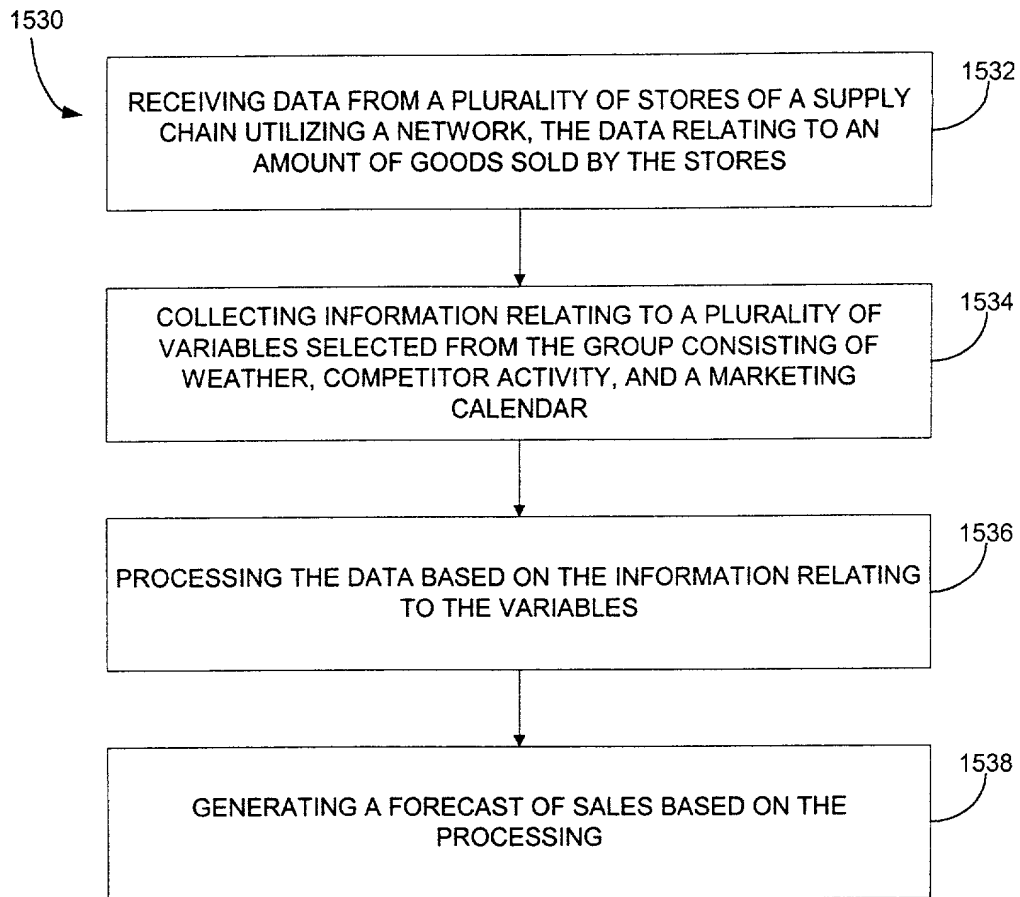 1530
1532
RECEIVING DATA FROM A PLURALITY OF STORES OF A SUPPLY
CHAIN UTILIZING A NETWORK, THE DATA RELATING TO AN
AMOUNT OF GOODS SOLD BY THE STORES
1534
COLLECTING INFORMATION RELATING TO A PLURALITY OF
VARIABLES SELECTED FROM THE GROUP CONSISTING OF
WEATHER, COMPETITOR ACTIVITY, AND A MARKETING
CALENDAR
1536
PROCESSING THE DATA BASED ON THE INFORMATION RELATING
TO THE VARIABLES
1538
GENERATING A FORECAST OF SALES BASED ON THE
PROCESSING